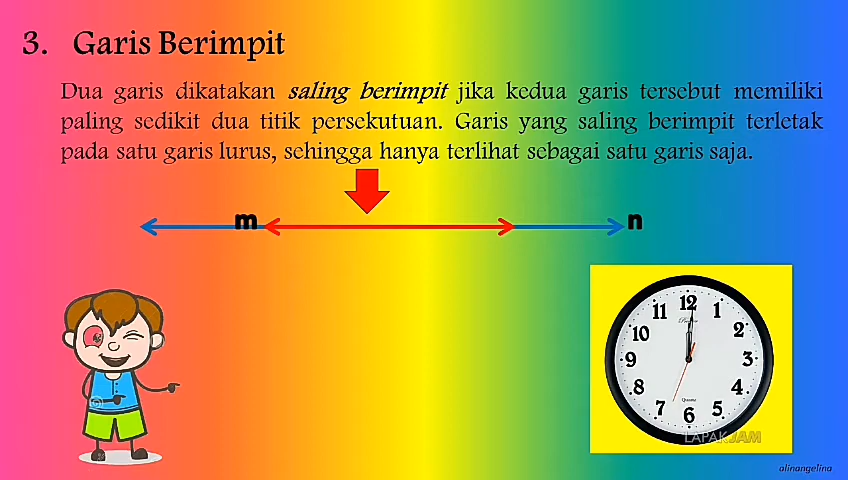 3. Garis Berimpit
Dua garis dikatakan saling berimpit jika kedua garis tersebut memiliki
paling sedikit dua titik persekutuan. Garis yang saling berimpit terletak
pada satu garis lurus, sehingga hanya terlihat sebagai satu garis saja.
m
n
12
1
2
3
4
5
6
7
8
9
10
11
Quartz
LAPAKJAM
alinangelina